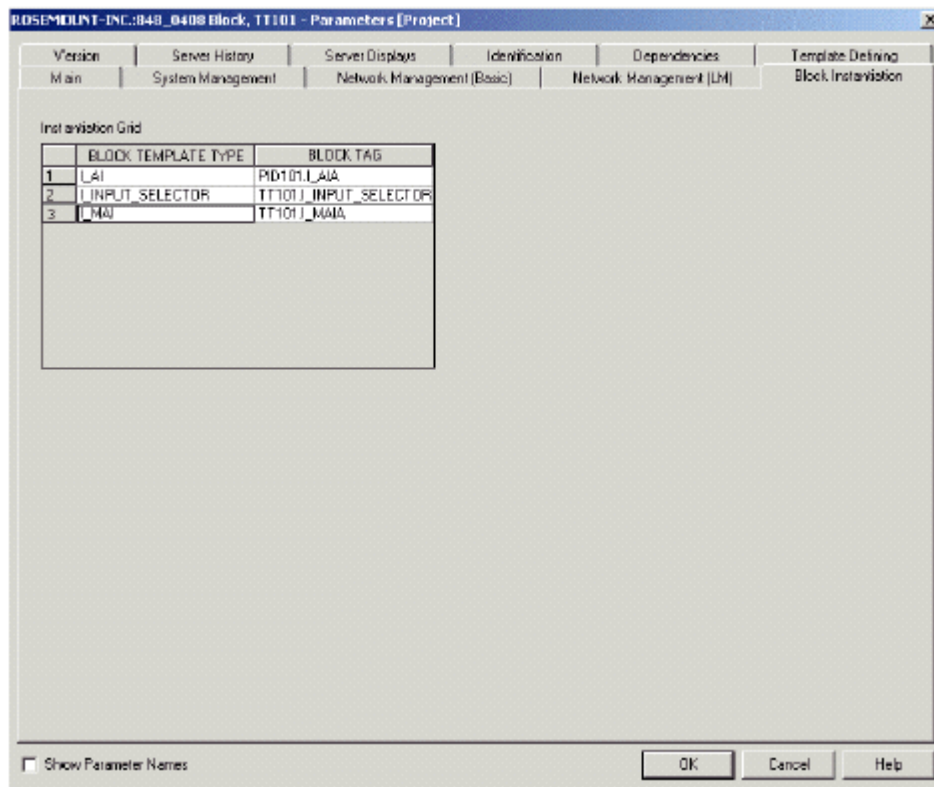 ROSEMOUNT-INC.:848_0408 Block, TT101 - Parameters [Project]
Version Server History Server Displays Identification Dependencies Template Defining
Main System Management Network Management (Basic) Network Management (LM) Block Instantiation
Instantiation Grid
BLOCK TEMPLATE TYPE BLOCK TAG
1 I_AI PID101.I_AIA
2 I_INPUT_SELECTOR TT101.I_INPUT_SELECTOR
3 I_MAI TT101.I_MAIA
Show Parameter Names OK Cancel Help